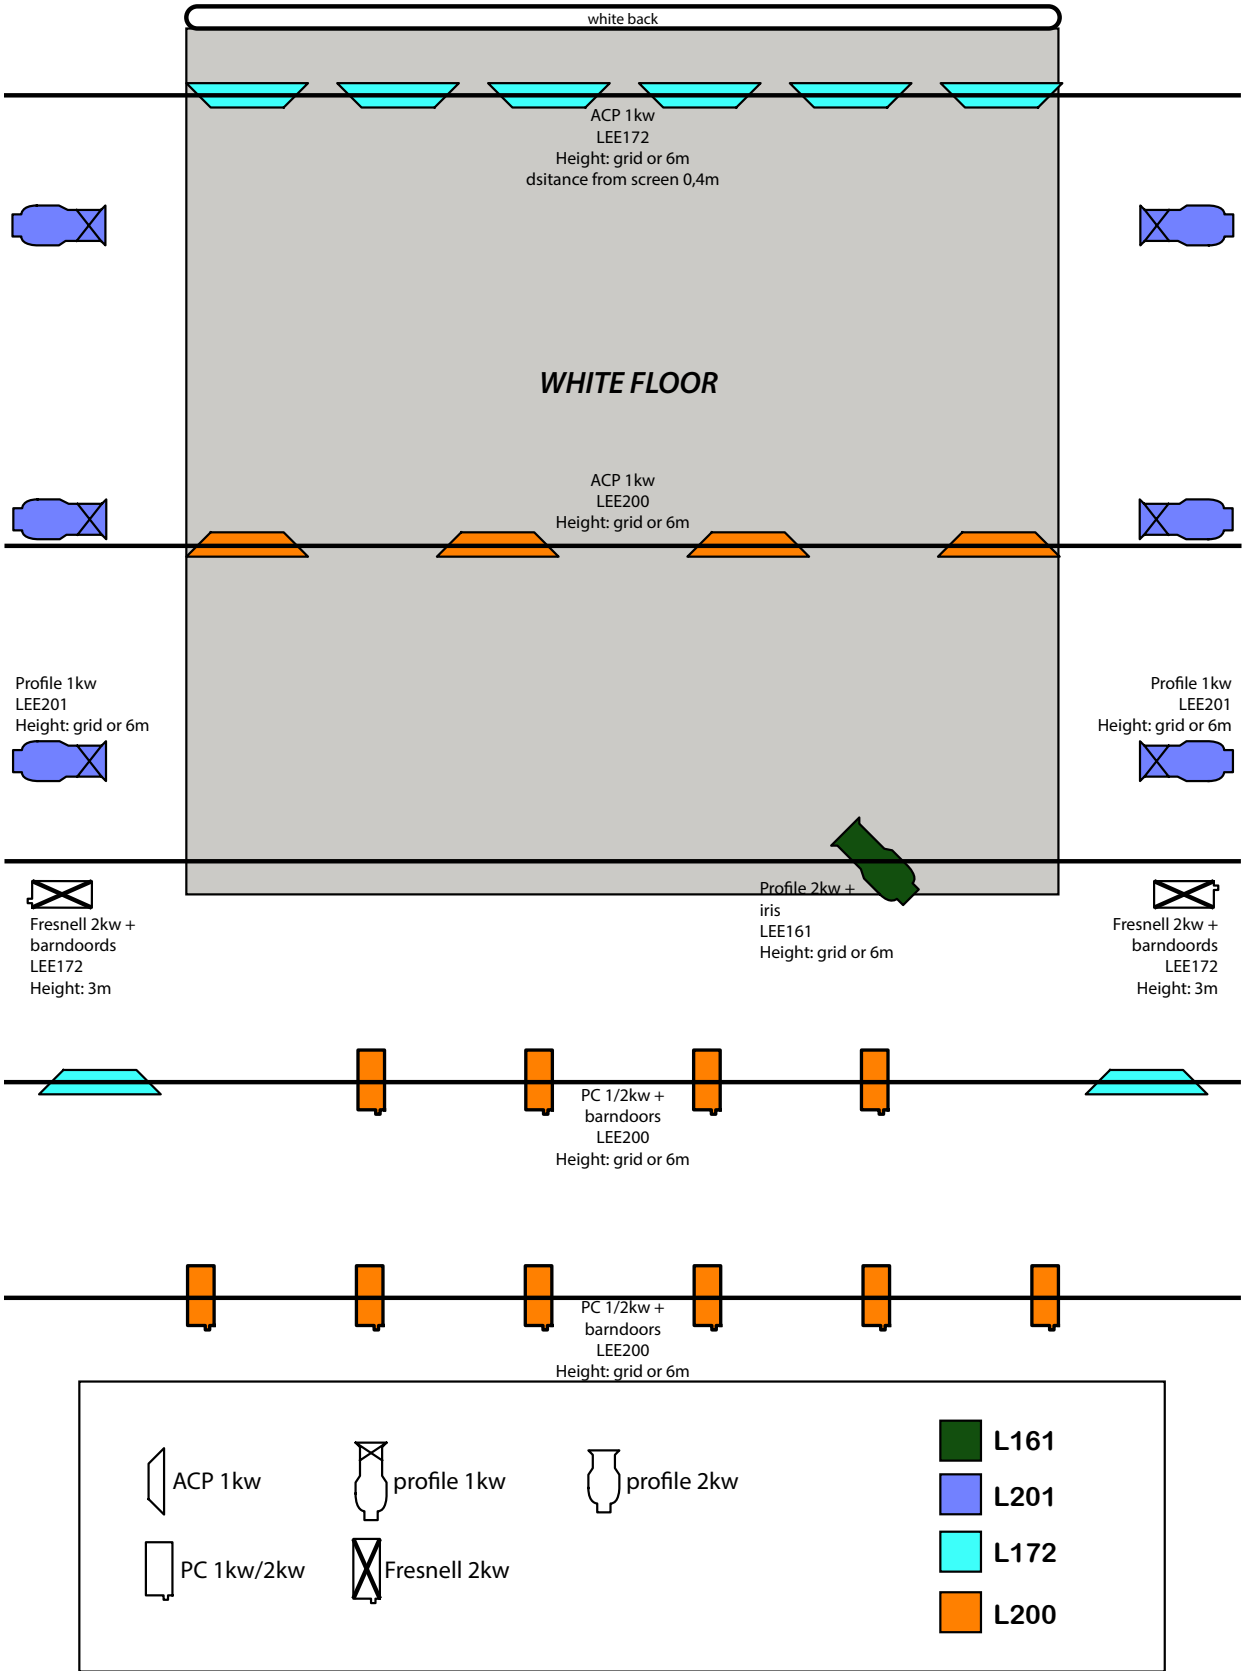 white back
ACP 1kw
LEE172
Height: grid or 6m
dsitance from screen 0,4m
WHITE FLOOR
ACP 1kw
LEE200
Height: grid or 6m
Profile 1kw
LEE201
Height: grid or 6m
Profile 1kw
LEE201
Height: grid or 6m
Profile 2kw +
iris
LEE161
Height: grid or 6m
Fresnell 2kw +
barndoords
LEE172
Height: 3m
Fresnell 2kw +
barndoords
LEE172
Height: 3m
PC 1/2kw +
barndoors
LEE200
Height: grid or 6m
PC 1/2kw +
barndoors
LEE200
Height: grid or 6m
ACP 1kw
profile 1kw
profile 2kw
PC 1kw/2kw
Fresnell 2kw
L161
L201
L172
L200